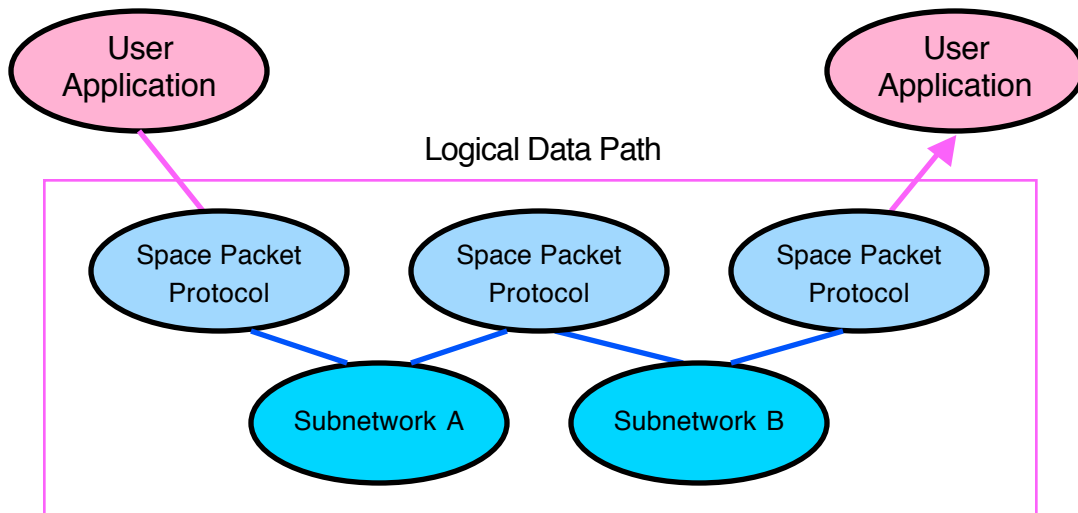 User
Application
User
Application
Logical Data Path
Space Packet
Protocol
Space Packet
Protocol
Space Packet
Protocol
Subnetwork A
Subnetwork B